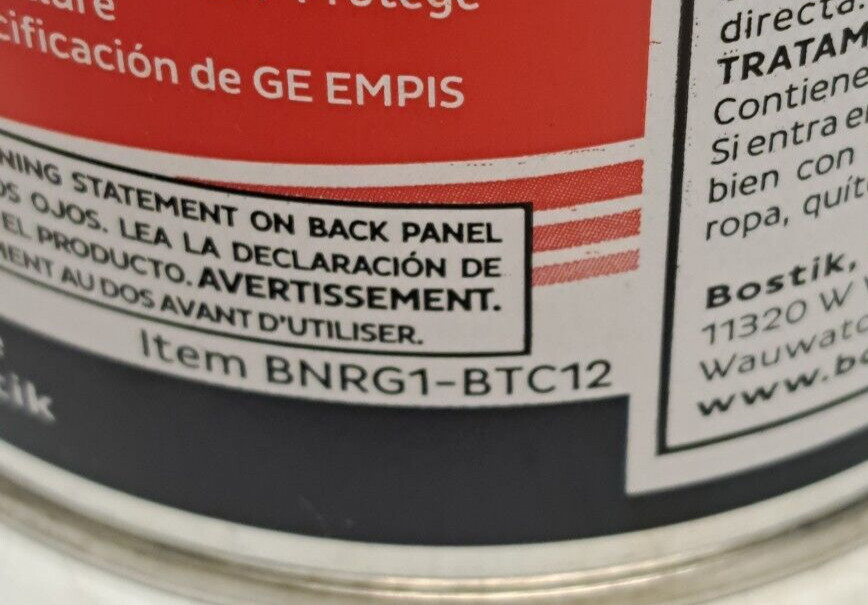 Protege
cificación de GE EMPIS
NING STATEMENT ON BACK PANEL
OS OJOS. LEA LA DECLARACIÓN DE
EL PRODUCTO. AVERTISSEMENT.
MENT AU DOS AVANT D'UTILISER.
Item BNRG1-BTC12
tik
directa.
TRATAM
Contiene
Si entra e
bien con
ropa, quít
Bostik,
11320 W
Wauwato
www.bo